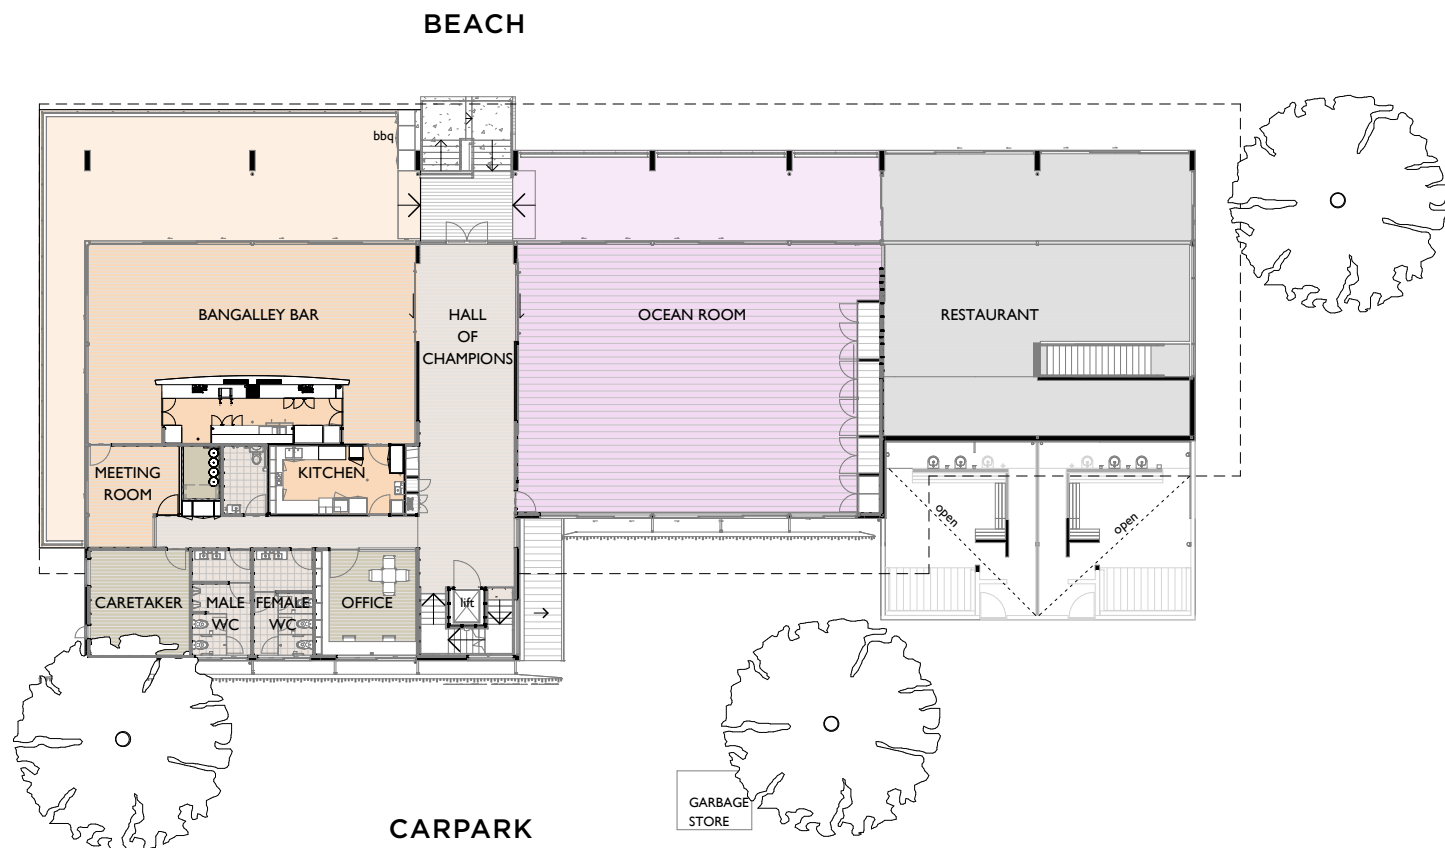 BEACH
bbq
BANGALLEY BAR
HALL
OF
CHAMPIONS
OCEAN ROOM
RESTAURANT
MEETING
ROOM
KITCHEN
open
open
CARETAKER
MALE
WC
FEMALE
WC
OFFICE
lift
GARBAGE
STORE
CARPARK